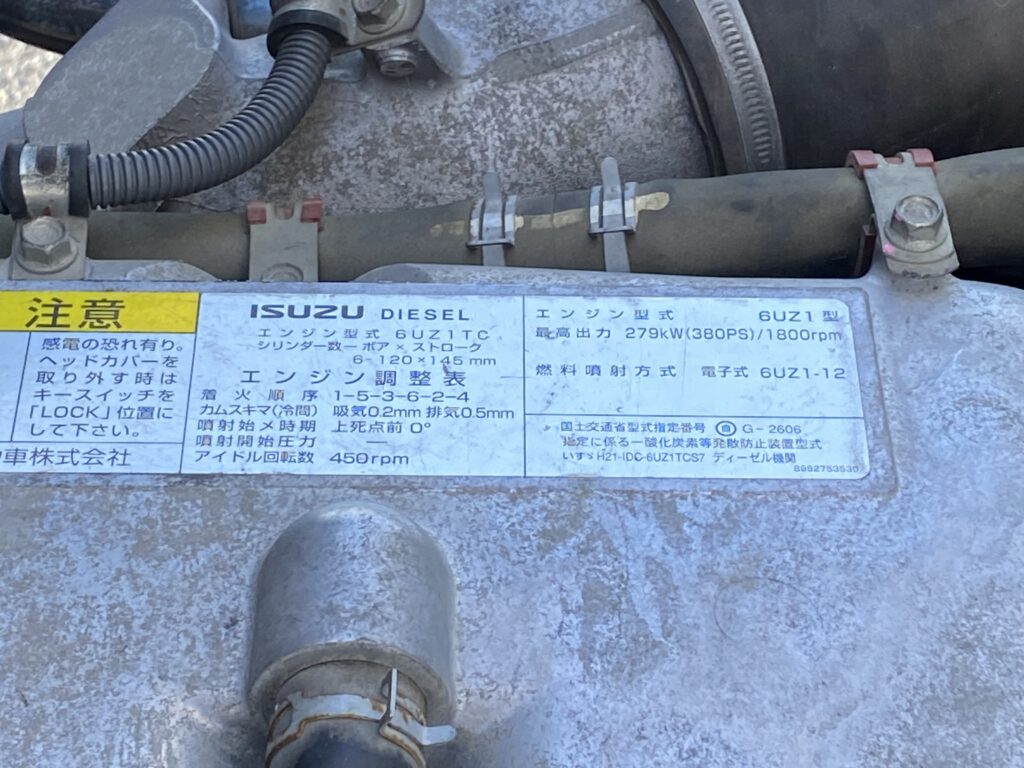 注意
感電の恐れ有り。
ヘッドカバーを
取り外す時は
キースイッチを
「LOCK」位置に
して下さい。
車株式会社
ISUZU DIESEL
エンジン型式 6UZ1TC
シリンダー数ーボア×ストローク
6-120×145mm
エンジン調整表
着火順序 1-5-3-6-2-4
カムスキマ(冷間) 吸気0.2mm 排気0.5mm
噴射始メ時期 上死点前 0°
噴射開始圧力 —
アイドル回転数 450rpm
エンジン型式 6UZ1型
最高出力 279kW(380PS)/1800rpm
燃料噴射方式 電子式 6UZ1-12
国土交通省型式指定番号 G-2606
指定に係る一酸化炭素等発散防止装置型式
いすゞH21-IDC-6UZ1TCS7 ディーゼル機関
8982753530